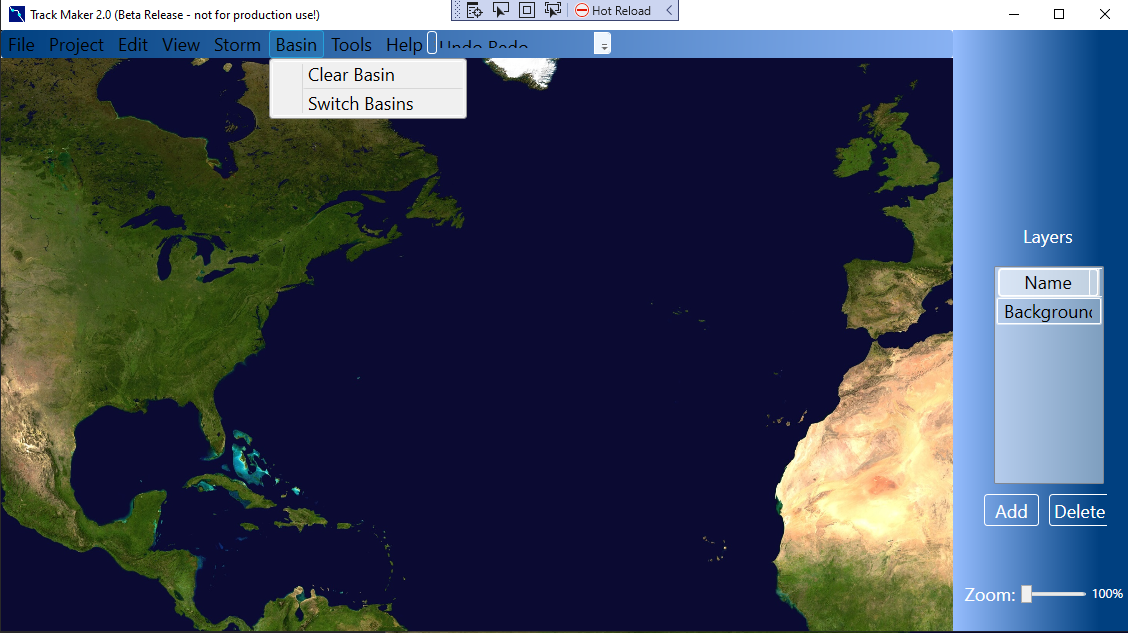 Track Maker 2.0 (Beta Release - not for production use!)
Hot Reload
File Project Edit View Storm Basin Tools Help Undo Redo
Clear Basin
Switch Basins
Layers
Name
Background
Add Delete
Zoom: 100%